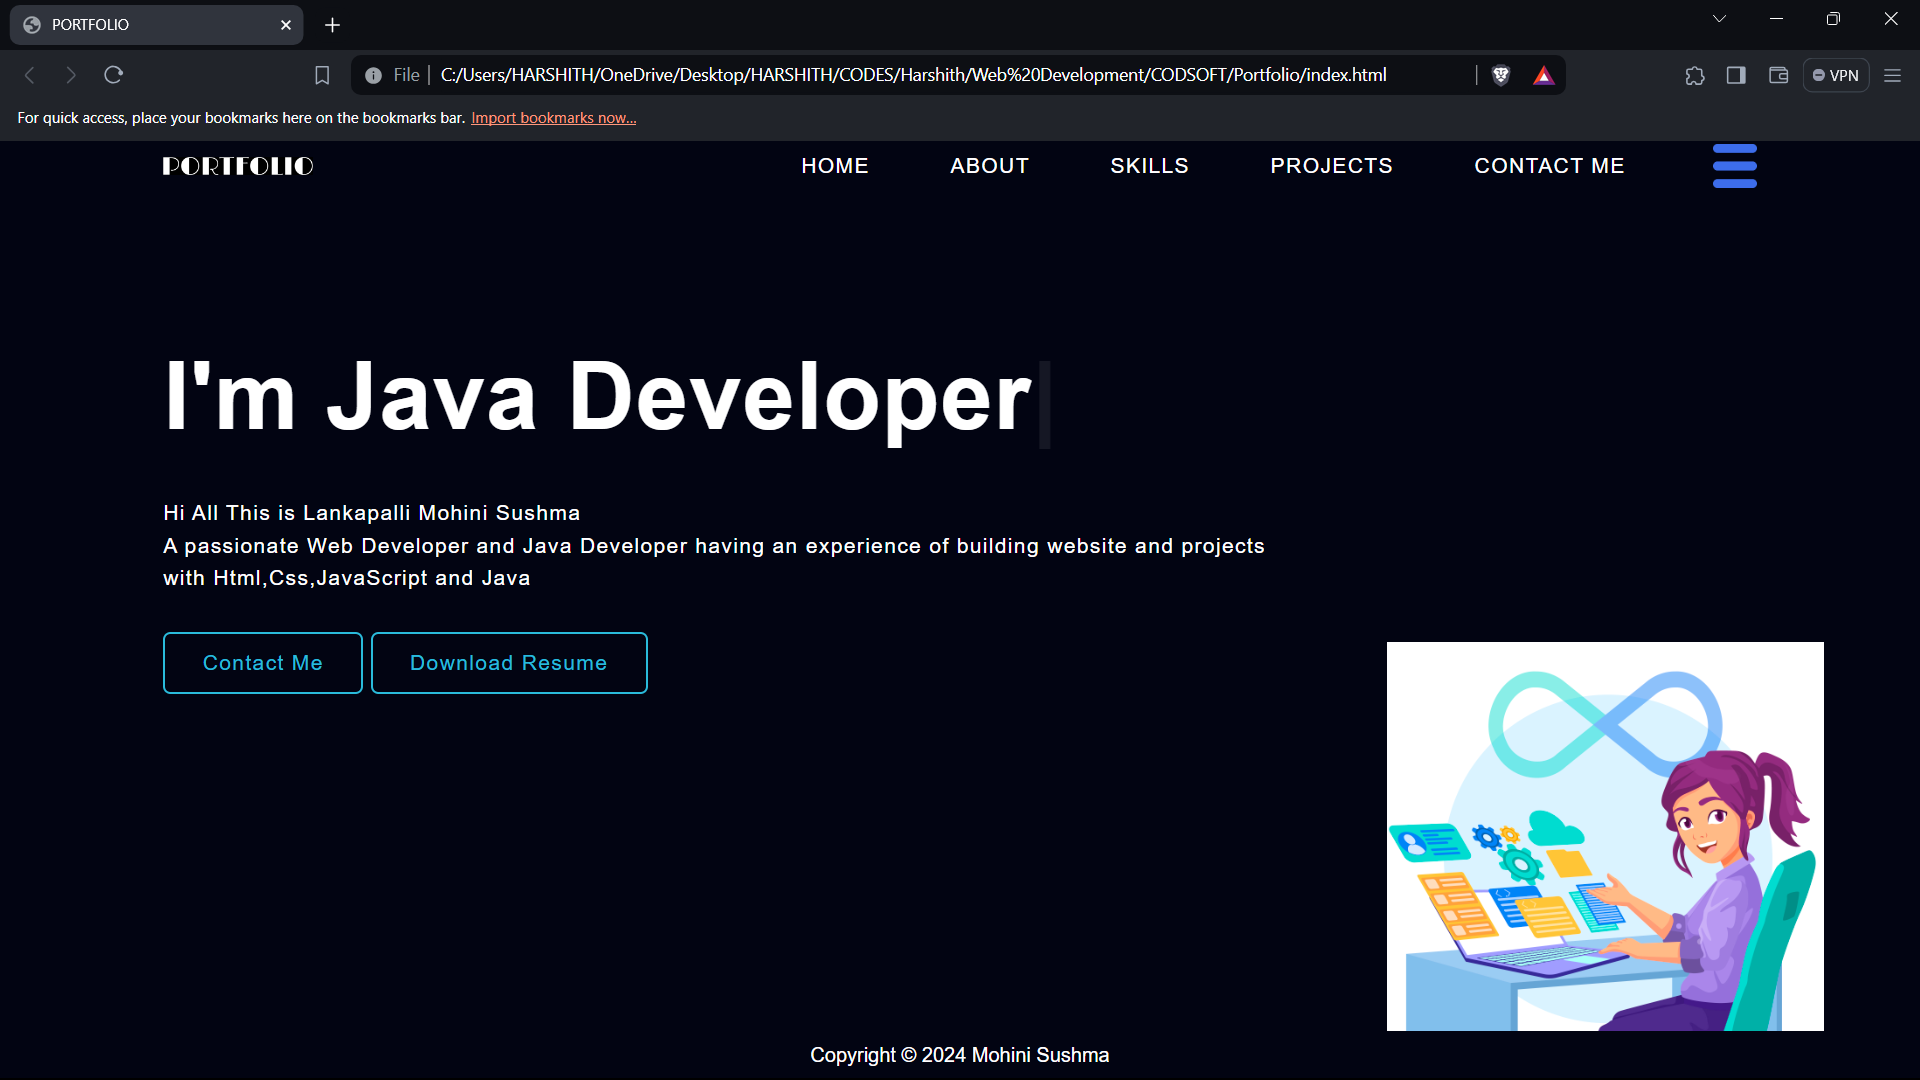 PORTFOLIO
File
C:/Users/HARSHITH/OneDrive/Desktop/HARSHITH/CODES/Harshith/Web%20Development/CODSOFT/Portfolio/index.html
VPN
For quick access, place your bookmarks here on the bookmarks bar. Import bookmarks now...
PORTFOLIO
HOME
ABOUT
SKILLS
PROJECTS
CONTACT ME
I'm Java Developer
Hi All This is Lankapalli Mohini Sushma
A passionate Web Developer and Java Developer having an experience of building website and projects
with Html,Css,JavaScript and Java
Contact Me
Download Resume
Copyright © 2024 Mohini Sushma